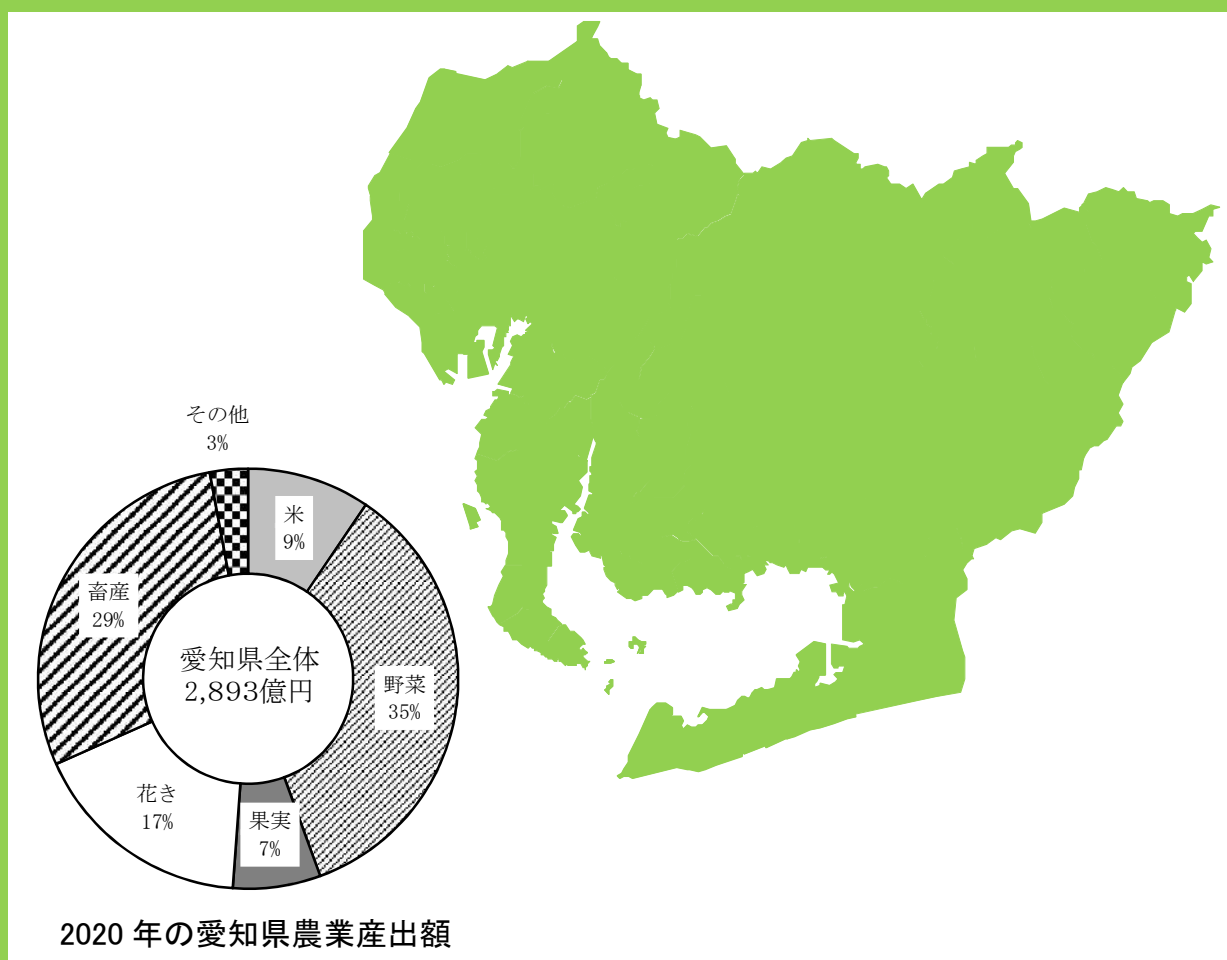 その他
3%
米
9%
畜産
29%
愛知県全体
2,893億円
野菜
35%
花き
17%
果実
7%
2020 年の愛知県農業産出額